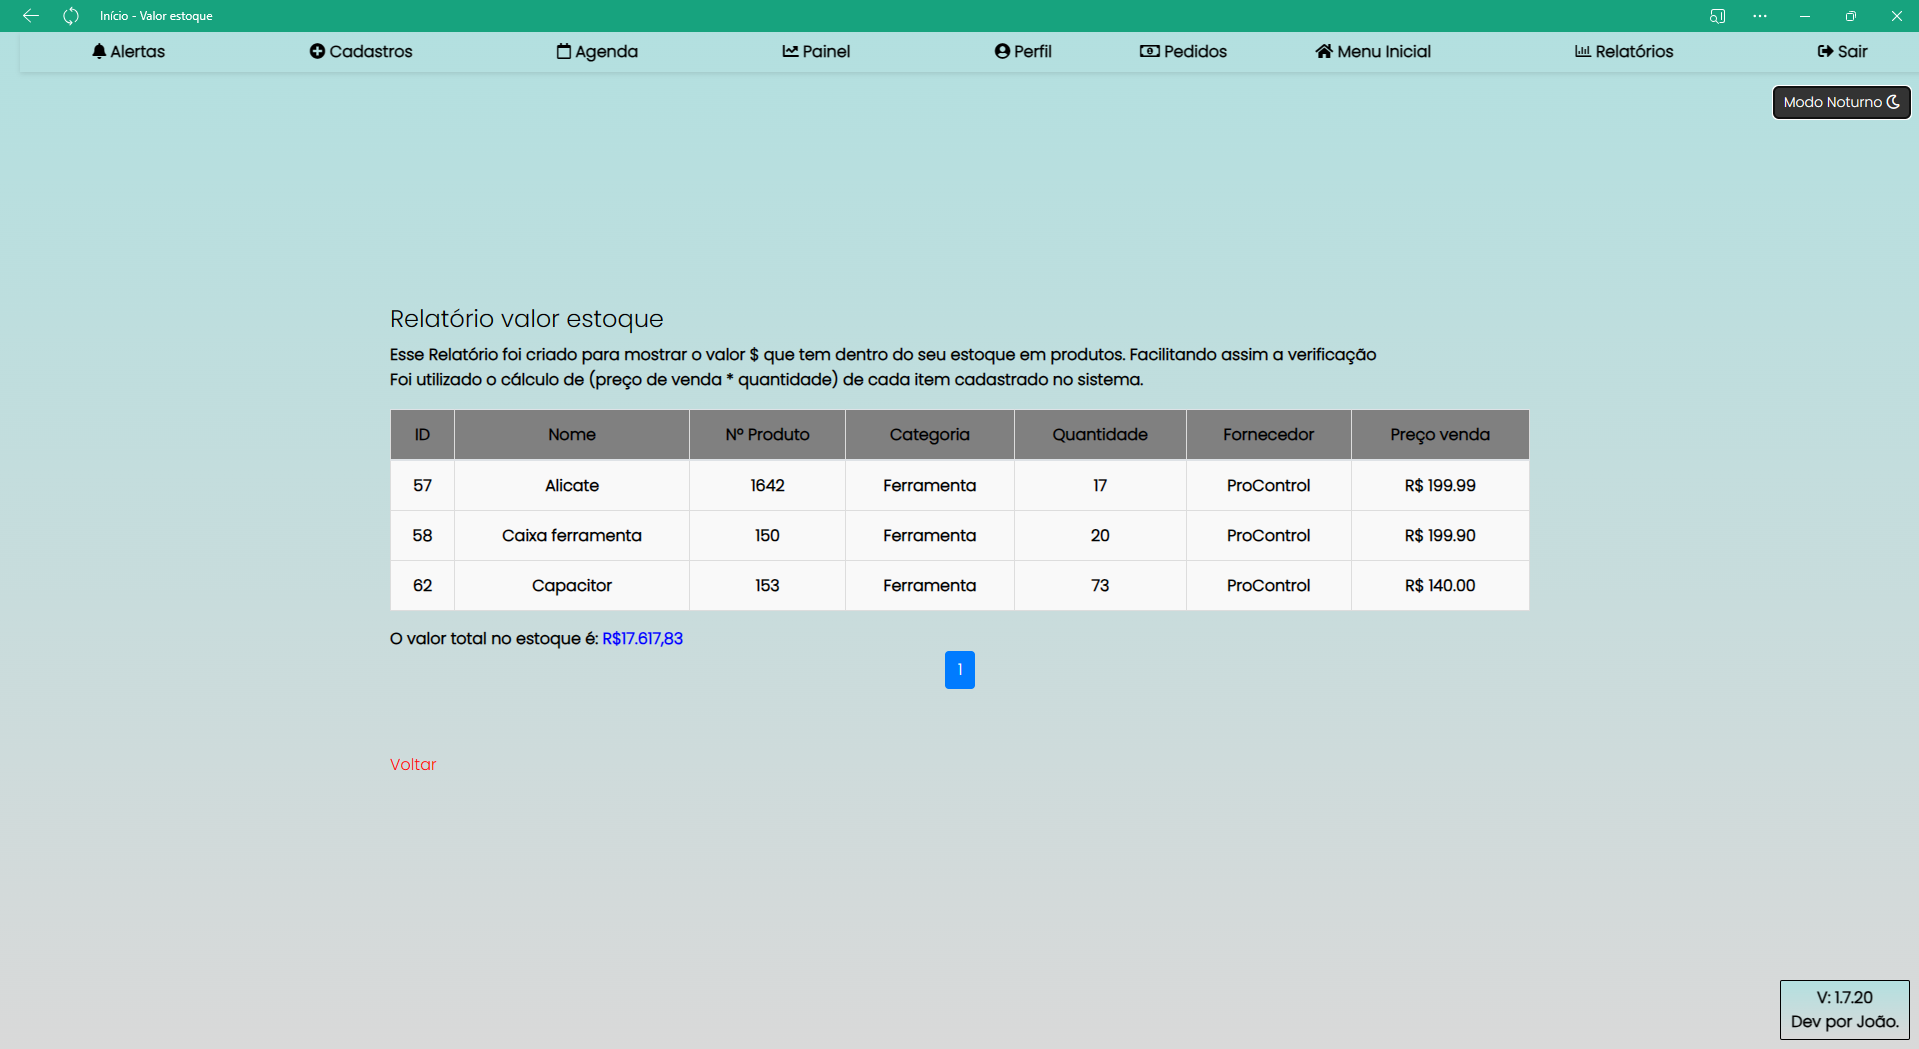 Início - Valor estoque
Alertas Cadastros Agenda Painel Perfil Pedidos Menu Inicial Relatórios Sair
Modo Noturno
Relatório valor estoque
Esse Relatório foi criado para mostrar o valor $ que tem dentro do seu estoque em produtos. Facilitando assim a verificação
Foi utilizado o cálculo de (preço de venda * quantidade) de cada item cadastrado no sistema.
ID Nome Nº Produto Categoria Quantidade Fornecedor Preço venda
57 Alicate 1642 Ferramenta 17 ProControl R$ 199.99
58 Caixa ferramenta 150 Ferramenta 20 ProControl R$ 199.90
62 Capacitor 153 Ferramenta 73 ProControl R$ 140.00
O valor total no estoque é: R$17.617,83
1
Voltar
V: 1.7.20
Dev por João.